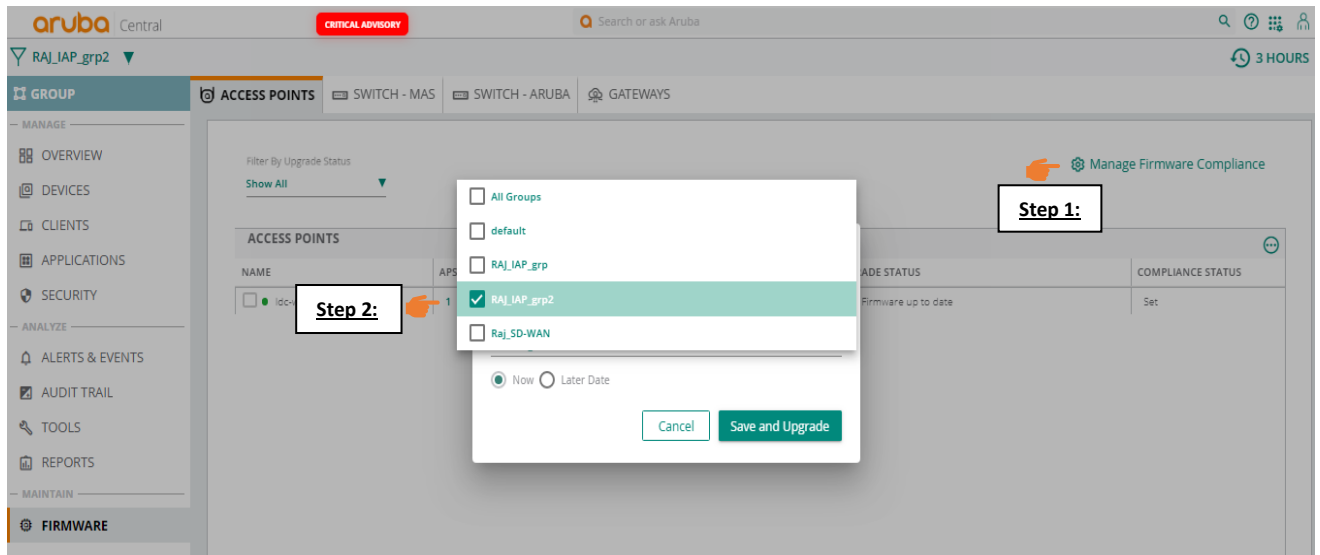 aruba Central
CRITICAL ADVISORY
Search or ask Aruba
RAJ_IAP_grp2
3 HOURS
GROUP
ACCESS POINTS
SWITCH - MAS
SWITCH - ARUBA
GATEWAYS
MANAGE
OVERVIEW
DEVICES
CLIENTS
APPLICATIONS
SECURITY
ANALYZE
ALERTS & EVENTS
AUDIT TRAIL
TOOLS
REPORTS
MAINTAIN
FIRMWARE
Filter By Upgrade Status
Show All
Manage Firmware Compliance
Step 1:
ACCESS POINTS
NAME
APS
ADE STATUS
COMPLIANCE STATUS
1
Firmware up to date
Set
Step 2:
All Groups
default
RAJ_IAP_grp
RAJ_IAP_grp2
Raj_SD-WAN
Now
Later Date
Cancel
Save and Upgrade